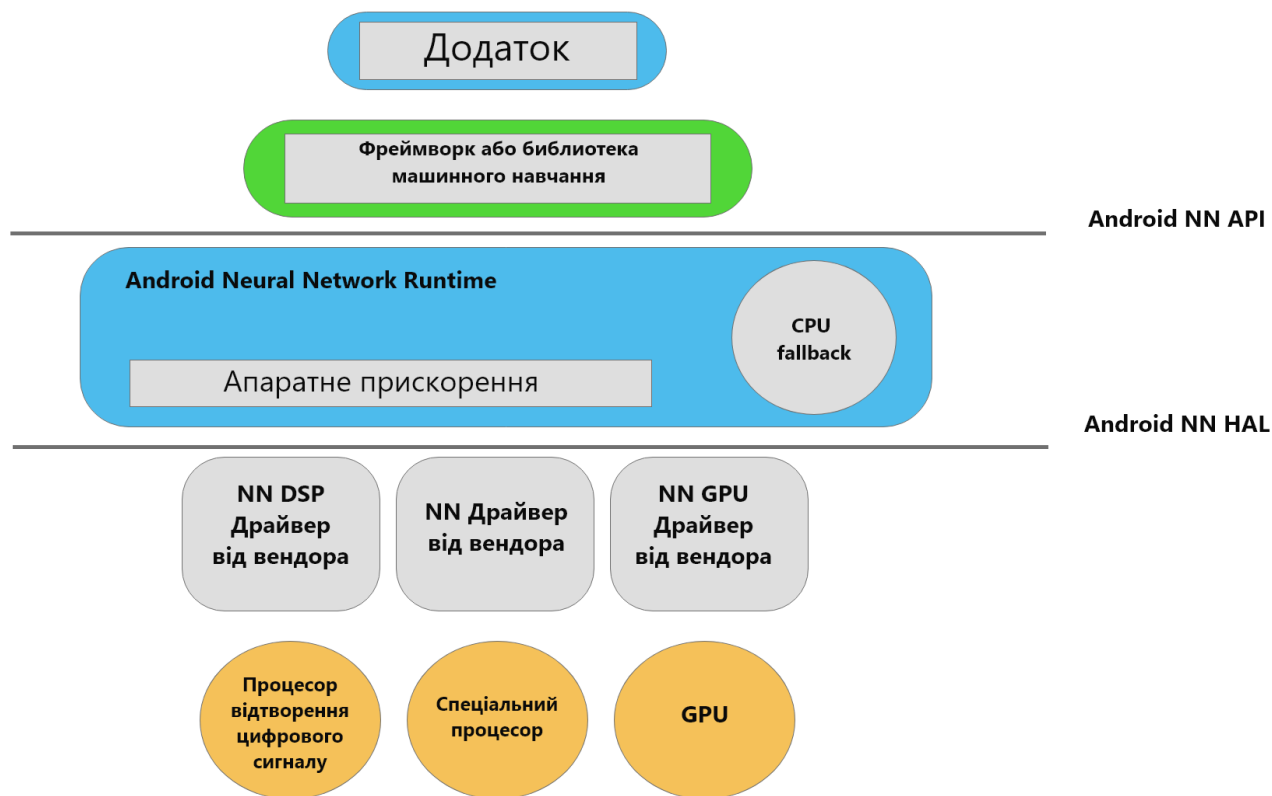 Додаток
Фреймворк або библиотека
машинного навчання
Android NN API
Android Neural Network Runtime
CPU
fallback
Апаратне прискорення
Android NN HAL
NN DSP
Драйвер
від вендора
NN Драйвер
від вендора
NN GPU
Драйвер
від вендора
Процесор
відтворення
цифрового
сигналу
Спеціальний
процесор
GPU